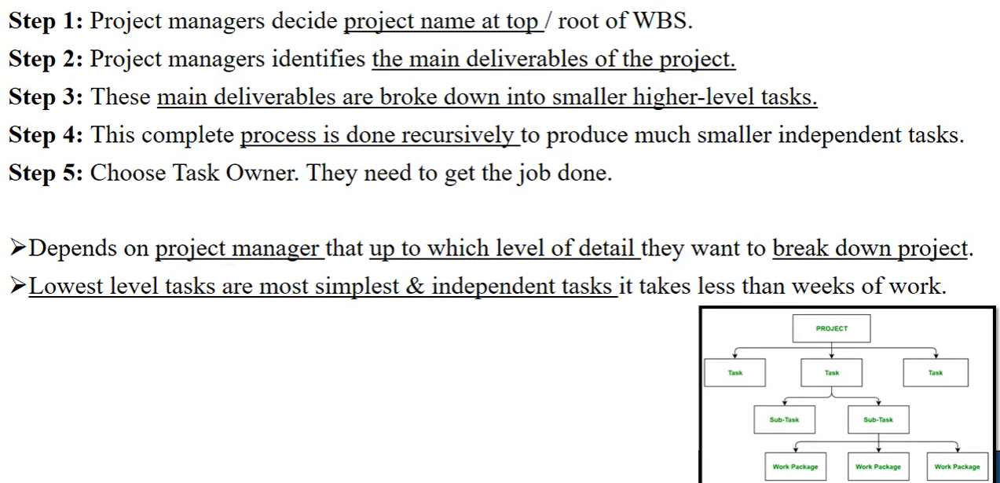 Step 1: Project managers decide project name at top / root of WBS.
Step 2: Project managers identifies the main deliverables of the project.
Step 3: These main deliverables are broke down into smaller higher-level tasks.
Step 4: This complete process is done recursively to produce much smaller independent tasks.
Step 5: Choose Task Owner. They need to get the job done.
➢Depends on project manager that up to which level of detail they want to break down project.
➢Lowest level tasks are most simplest & independent tasks it takes less than weeks of work.
PROJECT
Task Task Task
Sub-Task Sub-Task
Work Package Work Package Work Package